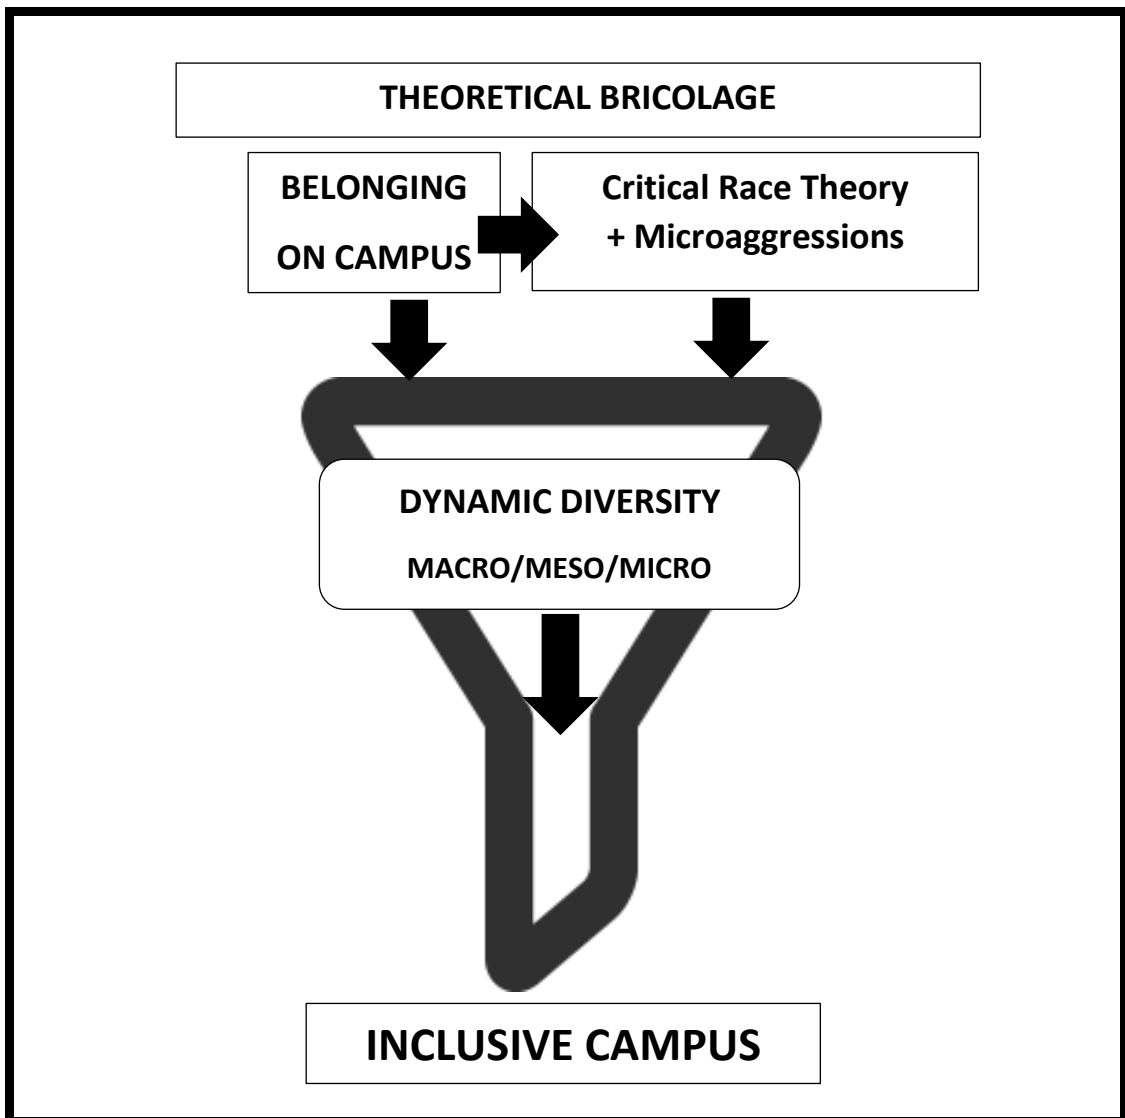 THEORETICAL BRICOLAGE
BELONGING
ON CAMPUS
Critical Race Theory
+ Microaggressions
DYNAMIC DIVERSITY
MACRO/MESO/MICRO
INCLUSIVE CAMPUS